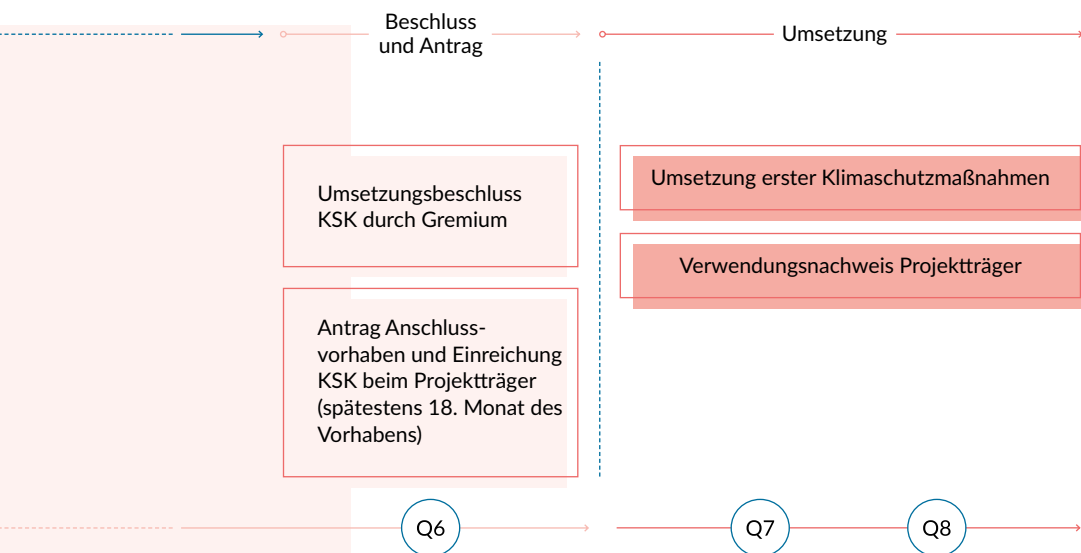 Beschluss
und Antrag
Umsetzung
Umsetzungsbeschluss
KSK durch Gremium
Antrag Anschluss-
vorhaben und Einreichung
KSK beim Projektträger
(spätestens 18. Monat des
Vorhabens)
Umsetzung erster Klimaschutzmaßnahmen
Verwendungsnachweis Projektträger
Q6
Q7
Q8